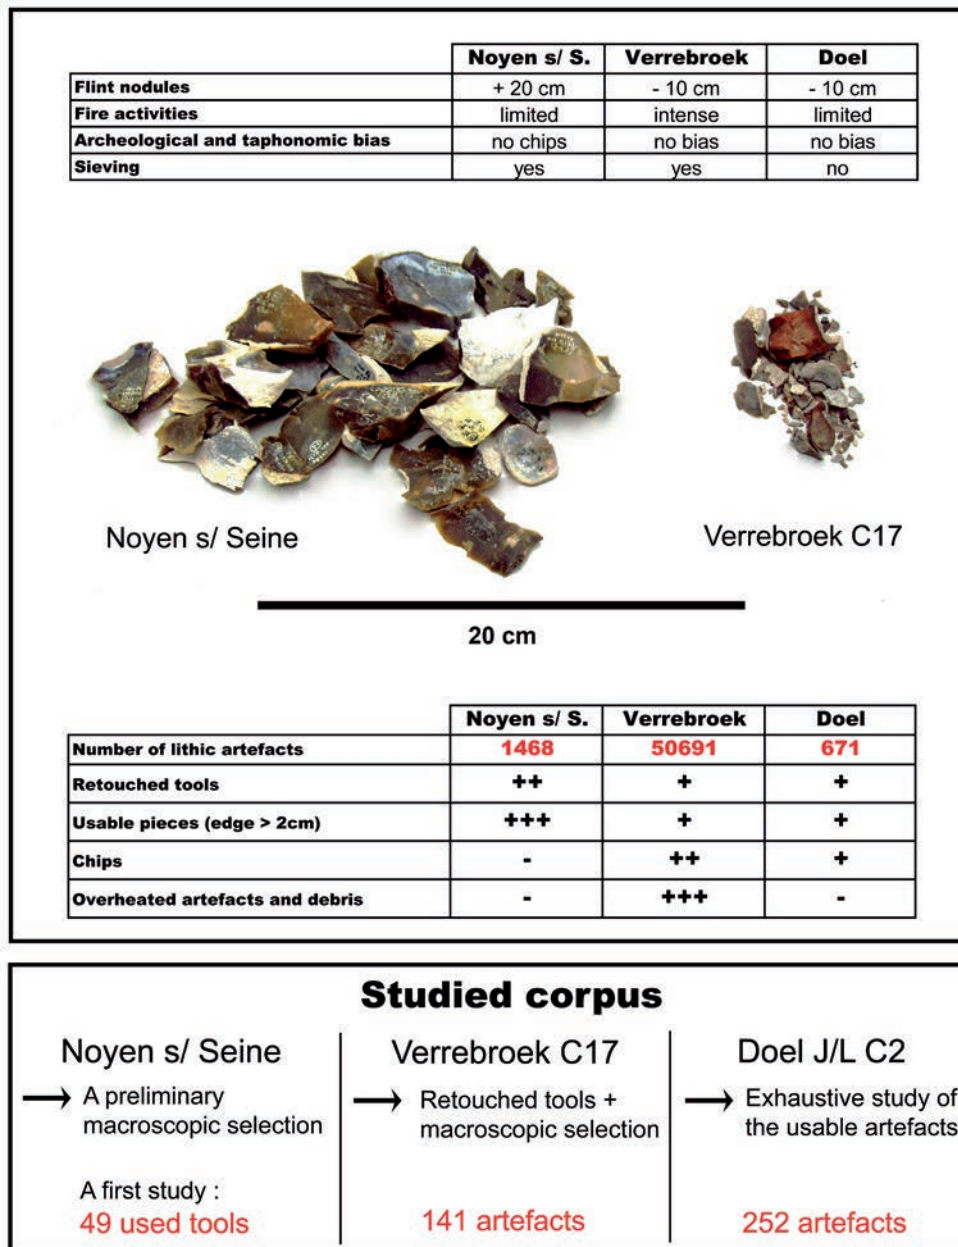 Noyen s/ S. Verrebroek Doel
Flint nodules + 20 cm - 10 cm - 10 cm
Fire activities limited intense limited
Archeological and taphonomic bias no chips no bias no bias
Sieving yes yes no
Noyen s/ Seine
Verrebroek C17
20 cm
Noyen s/ S. Verrebroek Doel
Number of lithic artefacts 1468 50691 671
Retouched tools ++ + +
Usable pieces (edge > 2cm) +++ + +
Chips - ++ +
Overheated artefacts and debris - +++ -
Studied corpus
Noyen s/ Seine
→ A preliminary
macroscopic selection
A first study :
49 used tools
Verrebroek C17
→ Retouched tools +
macroscopic selection
141 artefacts
Doel J/L C2
→ Exhaustive study of
the usable artefacts
252 artefacts